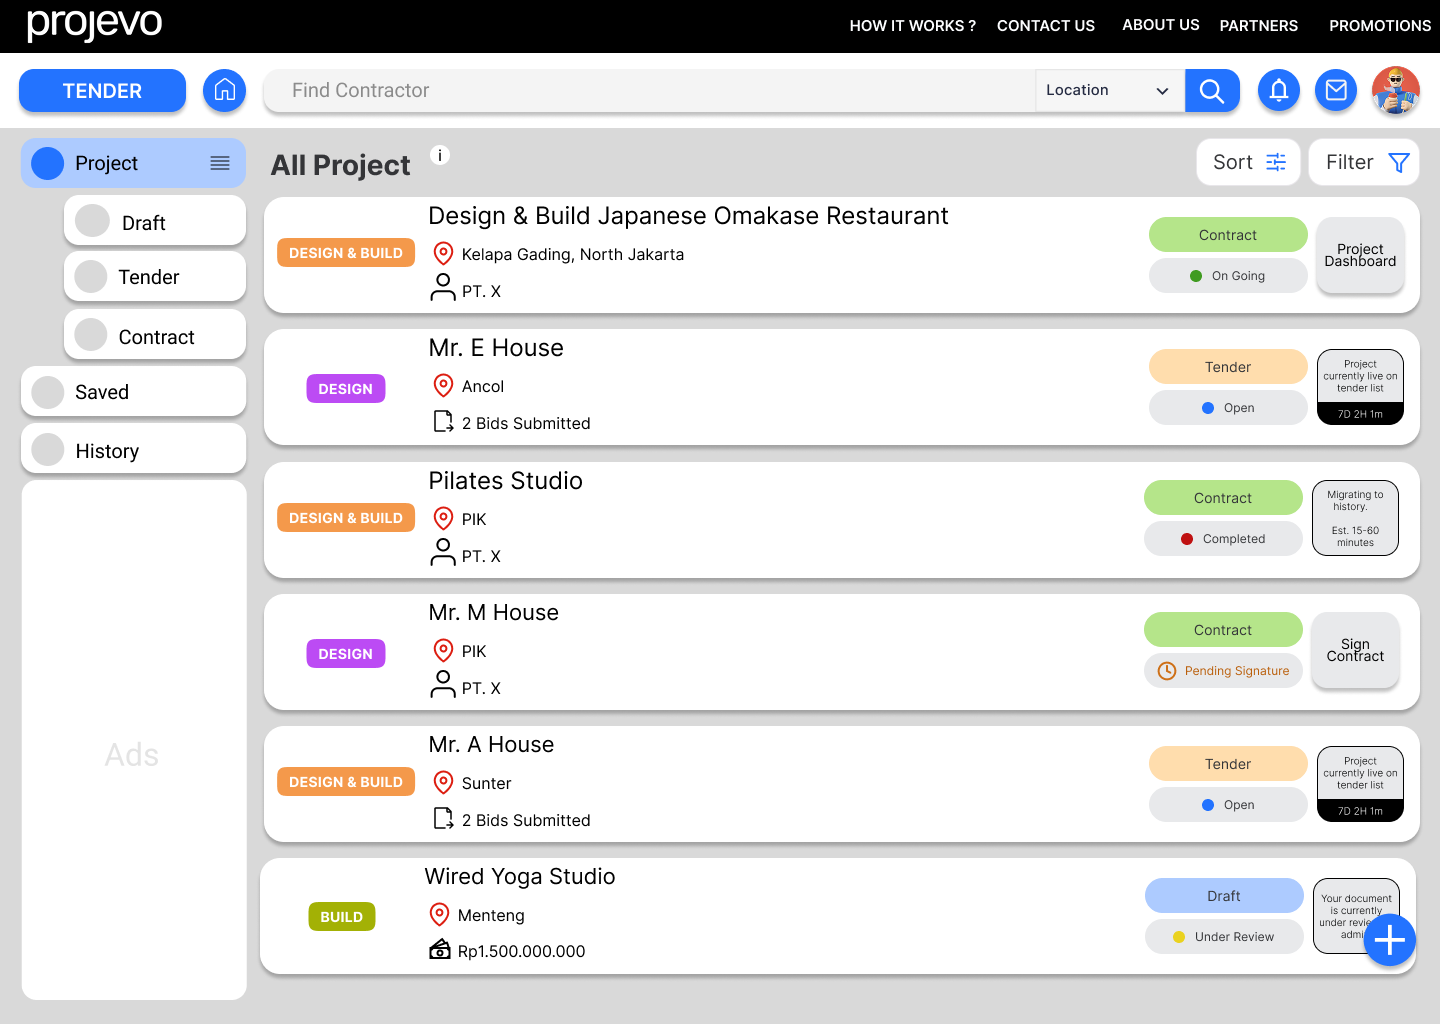 projevo
HOW IT WORKS ?
CONTACT US
ABOUT US
PARTNERS
PROMOTIONS
TENDER
Find Contractor
Location
Project
Draft
Tender
Contract
Saved
History
Ads
All Project
i
Sort
Filter
Design & Build Japanese Omakase Restaurant
DESIGN & BUILD
Kelapa Gading, North Jakarta
PT. X
Contract
On Going
Project
Dashboard
Mr. E House
DESIGN
Ancol
2 Bids Submitted
Tender
Open
Project
currently live on
tender list
7D 2H 1m
Pilates Studio
DESIGN & BUILD
PIK
PT. X
Contract
Completed
Migrating to
history.
Est. 15-60
minutes
Mr. M House
DESIGN
PIK
PT. X
Contract
Pending Signature
Sign
Contract
Mr. A House
DESIGN & BUILD
Sunter
2 Bids Submitted
Tender
Open
Project
currently live on
tender list
7D 2H 1m
Wired Yoga Studio
BUILD
Menteng
Rp1.500.000.000
Draft
Under Review
Your document
is currently
under